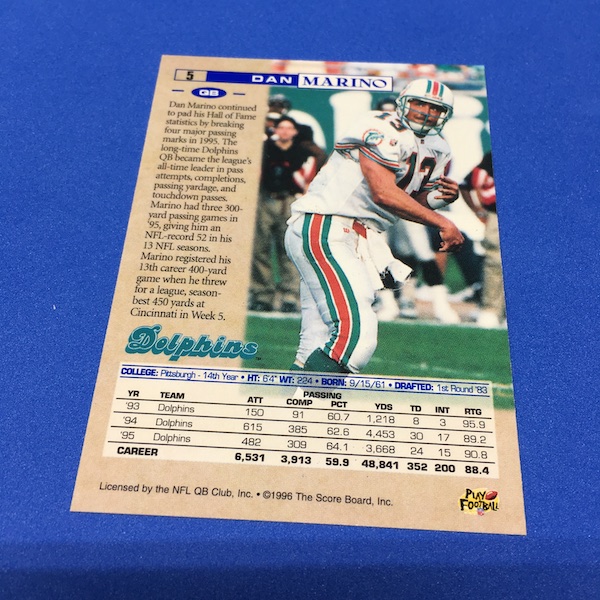 5 DAN MARINO
QB
Dan Marino continued
to pad his Hall of Fame
statistics by breaking
four major passing
marks in 1995. The
long-time Dolphins
QB became the league's
all-time leader in pass
attempts, completions,
passing yardage, and
touchdown passes.
Marino had three 300-
yard passing games in
'95, giving him an
NFL-record 52 in his
13 NFL seasons.
Marino registered his
13th career 400-yard
game when he threw
for a league, season-
best 450 yards at
Cincinnati in Week 5.
13
Dolphins
COLLEGE: Pittsburgh - 14th Year • HT: 6'4" WT: 224 • BORN: 9/15/61 • DRAFTED: 1st Round '83
PASSING
YR TEAM ATT COMP PCT YDS TD INT RTG
'93 Dolphins 150 91 60.7 1,218 8 3 95.9
'94 Dolphins 615 385 62.6 4,453 30 17 89.2
'95 Dolphins 482 309 64.1 3,668 24 15 90.8
CAREER 6,531 3,913 59.9 48,841 352 200 88.4
Licensed by the NFL QB Club, Inc. • ©1996 The Score Board, Inc.
PLAY
FOOTBALL